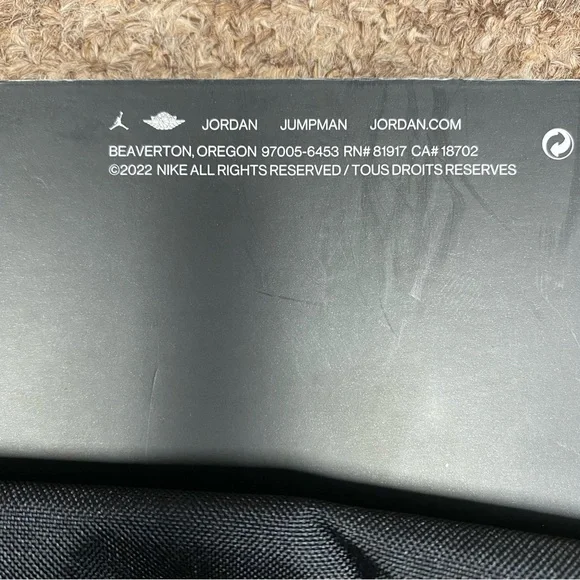 JORDAN JUMPMAN JORDAN.COM
BEAVERTON, OREGON 97005-6453 RN# 81917 CA# 18702
©2022 NIKE ALL RIGHTS RESERVED / TOUS DROITS RESERVES